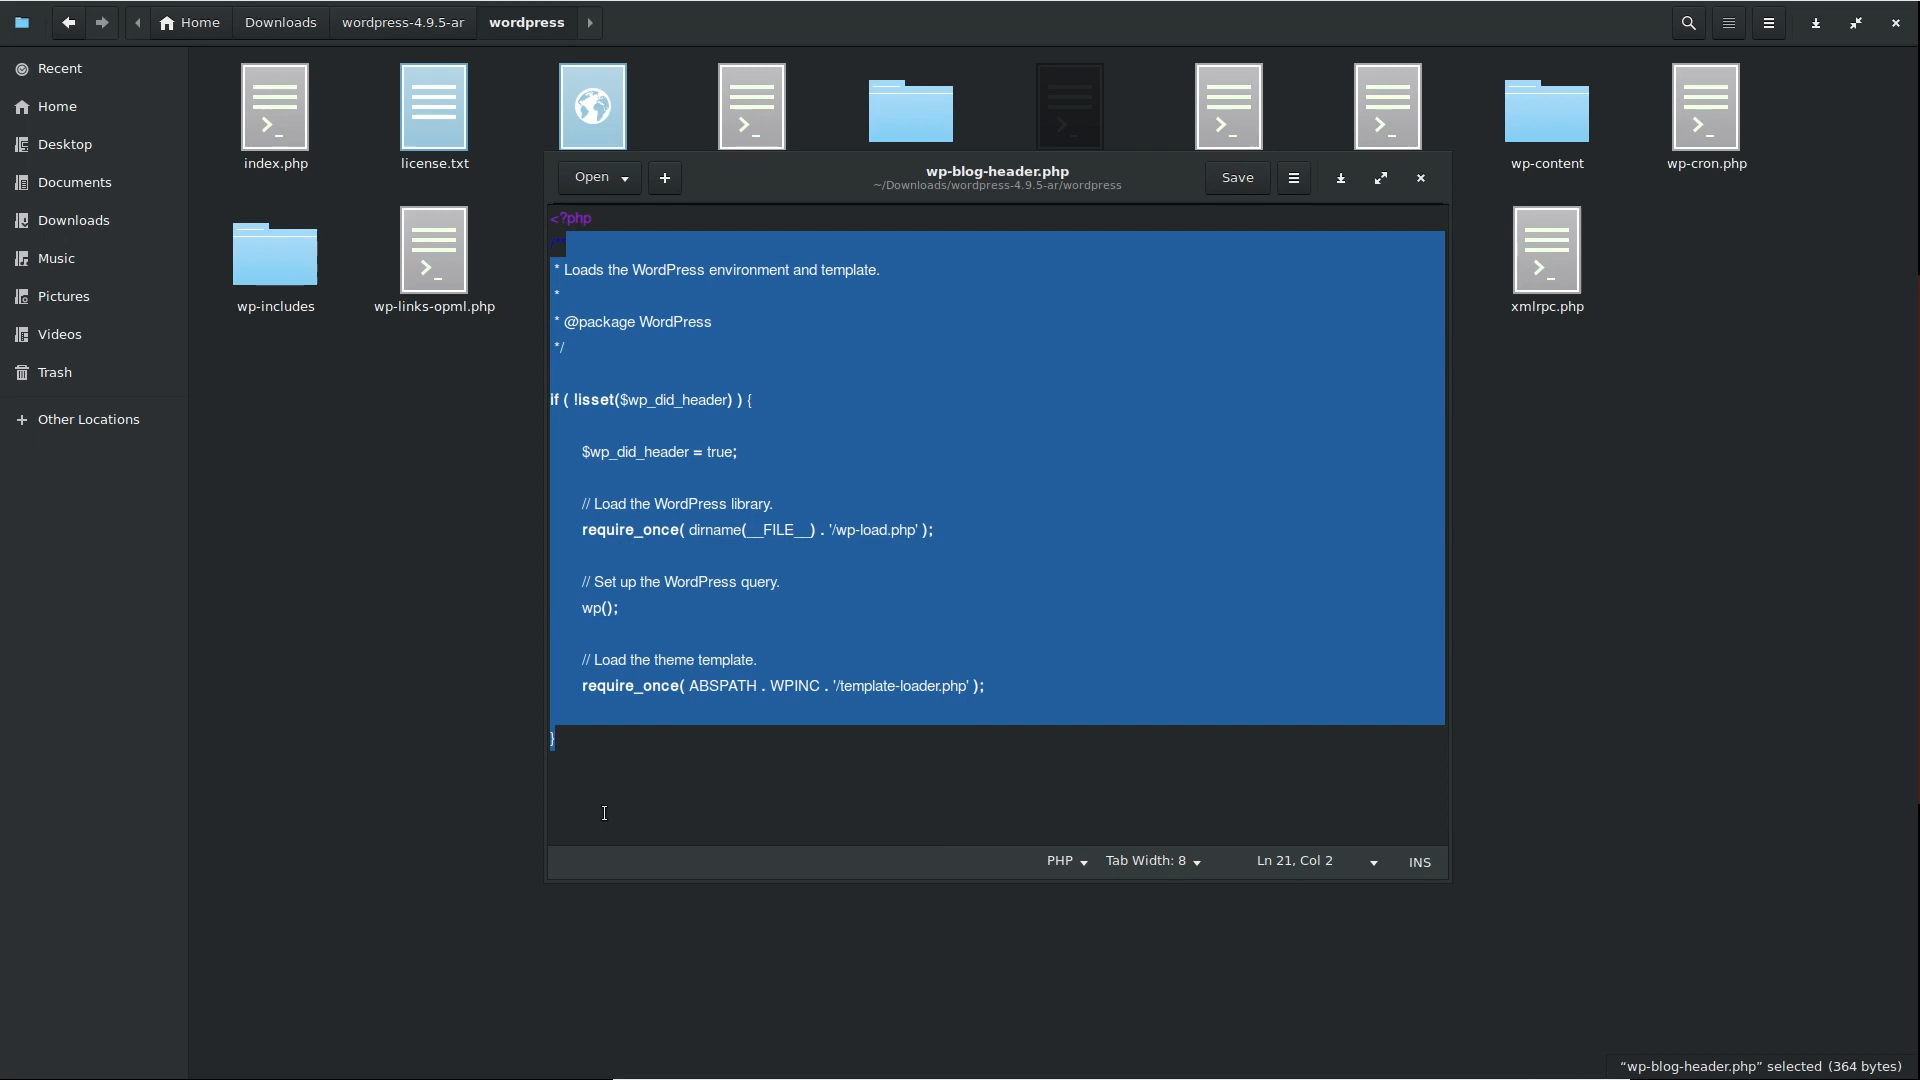 Home
Downloads
wordpress-4.9.5-ar
wordpress
Recent
Home
Desktop
Documents
Downloads
Music
Pictures
Videos
Trash
Other Locations
index.php
license.txt
wp-content
wp-cron.php
wp-includes
wp-links-opml.php
xmlrpc.php
Open
wp-blog-header.php
~/Downloads/wordpress-4.9.5-ar/wordpress
Save
<?php
/**
* Loads the WordPress environment and template.
*
* @package WordPress
*/
if ( !isset($wp_did_header) ) {
$wp_did_header = true;
// Load the WordPress library.
require_once( dirname(__FILE__) . '/wp-load.php' );
// Set up the WordPress query.
wp();
// Load the theme template.
require_once( ABSPATH . WPINC . '/template-loader.php' );
}
PHP
Tab Width: 8
Ln 21, Col 2
INS
"wp-blog-header.php" selected (364 bytes)